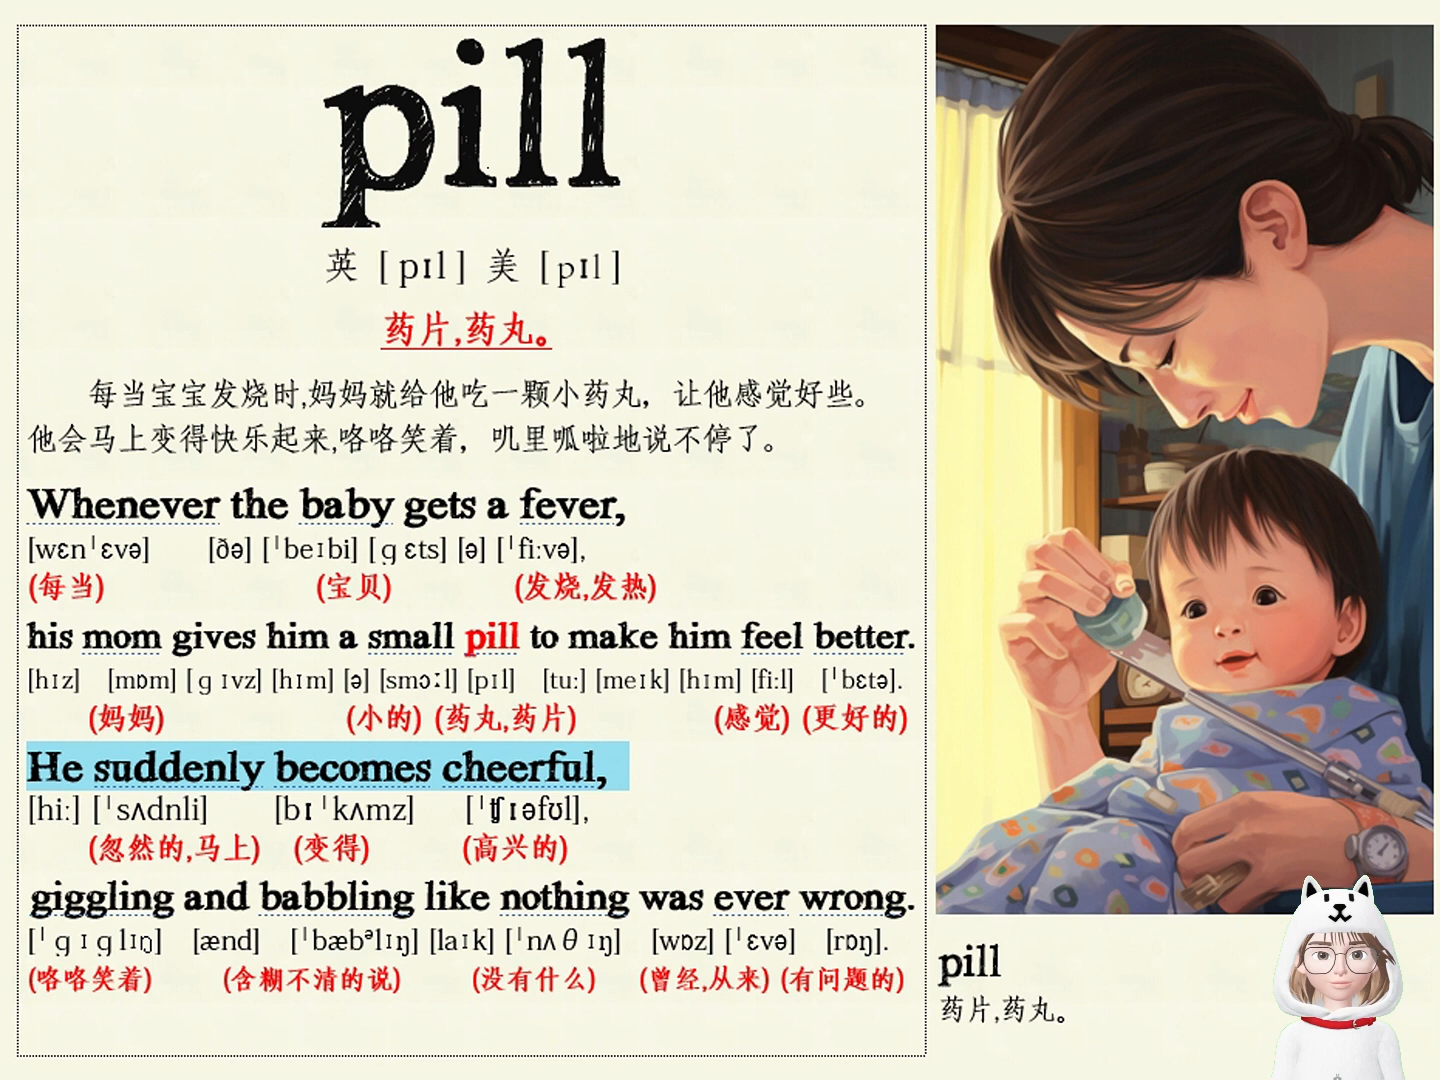 pill
英 [pɪl] 美 [pɪl]
药片,药丸。
每当宝宝发烧时,妈妈就给他吃一颗小药丸，让他感觉好些。
他会马上变得快乐起来,咯咯笑着，叽里呱啦地说不停了。
Whenever the baby gets a fever,
[wɛnˈɛvə] [ðə] [ˈbeɪbi] [ɡɛts] [ə] [ˈfiːvə],
(每当) (宝贝) (发烧,发热)
his mom gives him a small pill to make him feel better.
[hɪz] [mɒm] [ɡɪvz] [hɪm] [ə] [smɔːl] [pɪl] [tuː] [meɪk] [hɪm] [fiːl] [ˈbɛtə].
(妈妈) (小的) (药丸,药片) (感觉) (更好的)
He suddenly becomes cheerful,
[hiː] [ˈsʌdnli] [bɪˈkʌmz] [ˈʧɪəfʊl],
(忽然的,马上) (变得) (高兴的)
giggling and babbling like nothing was ever wrong.
[ˈɡɪɡlɪŋ] [ænd] [ˈbæbᵊlɪŋ] [laɪk] [ˈnʌθɪŋ] [wɒz] [ˈɛvə] [rɒŋ].
(咯咯笑着) (含糊不清的说) (没有什么) (曾经,从来) (有问题的)
pill
药片,药丸。